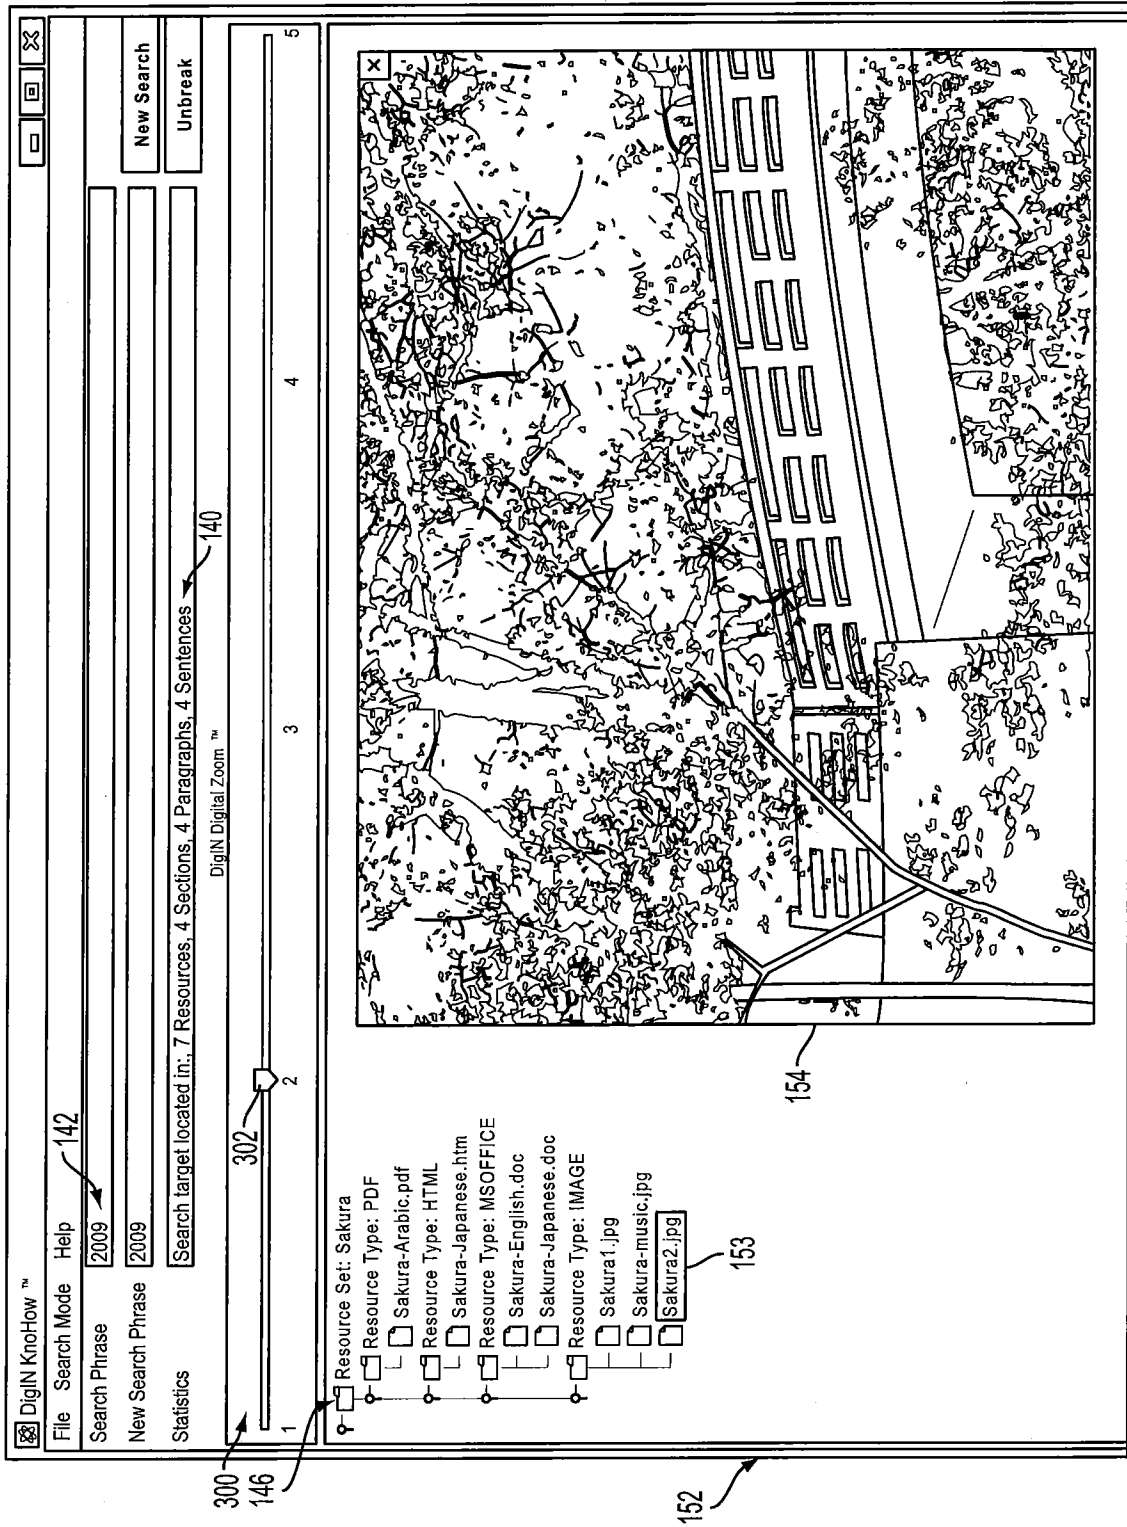 DigIN KnoHow ™
File Search Mode Help
142
Search Phrase 2009
New Search Phrase 2009 New Search
Statistics Search target located in:, 7 Resources, 4 Sections, 4 Paragraphs, 4 Sentences Unbreak
140
DigIN Digital Zoom ™
300
302
1 2 3 4 5
146
Resource Set: Sakura
Resource Type: PDF
Sakura-Arabic.pdf
Resource Type: HTML
Sakura-Japanese.htm
Resource Type: MSOFFICE
Sakura-English.doc
Sakura-Japanese.doc
Resource Type: IMAGE
Sakura1.jpg
Sakura-music.jpg
Sakura2.jpg
153
154
152